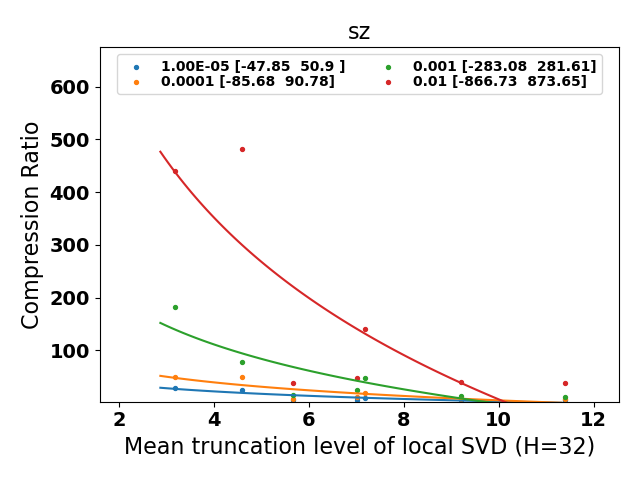 sz
1.00E-05 [-47.85  50.9 ]
0.0001 [-85.68  90.78]
0.001 [-283.08  281.61]
0.01 [-866.73  873.65]
Compression Ratio
600
500
400
300
200
100
2 4 6 8 10 12
Mean truncation level of local SVD (H=32)